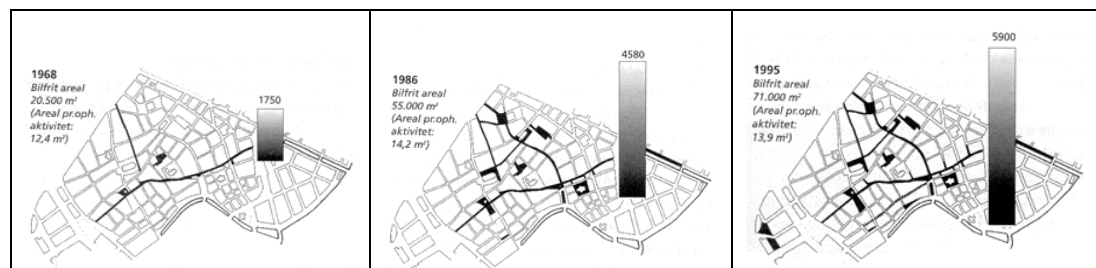 1968
Bilfrit areal
20.500 m²
(Areal pr.oph.
aktivitet:
12,4 m²)
1750
1986
Bilfrit areal
55.000 m²
(Areal pr.oph.
aktivitet:
14,2 m²)
4580
1995
Bilfrit areal
71.000 m²
(Areal pr.oph.
aktivitet:
13,9 m²)
5900